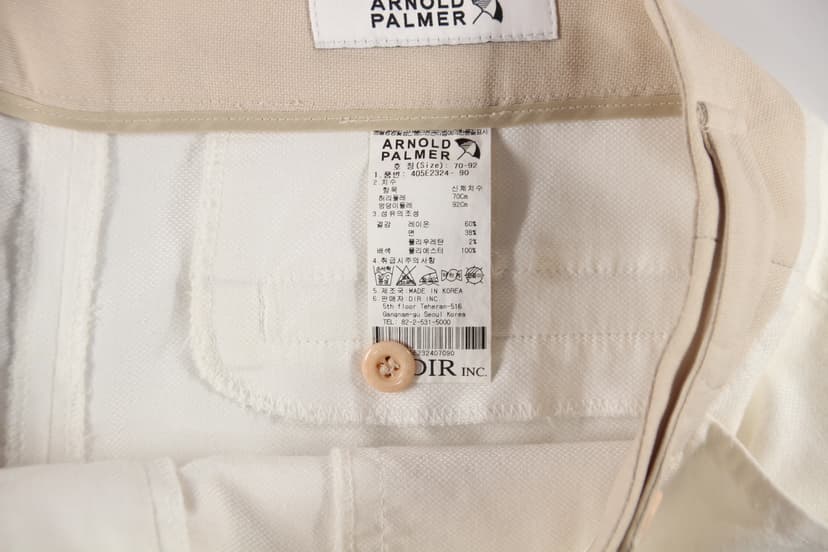 ARNOLD
PALMER
ARNOLD
PALMER
호 칭(Size): 70-92
1.품번: 405E2324- 90
2.치수
항목 신체치수
허리둘레 70Cm
엉덩이둘레 92Cm
3.섬유의조성
겉감 레이온 60%
면 38%
폴리우레탄 2%
배색 폴리에스터 100%
4.취급시주의사항
5.제조국:MADE IN KOREA
6.판매자:DIR INC.
5th floor Teheran-516
Gangnam-gu Seoul Korea
TEL: 82-2-531-5000
E232407090
DIR INC.